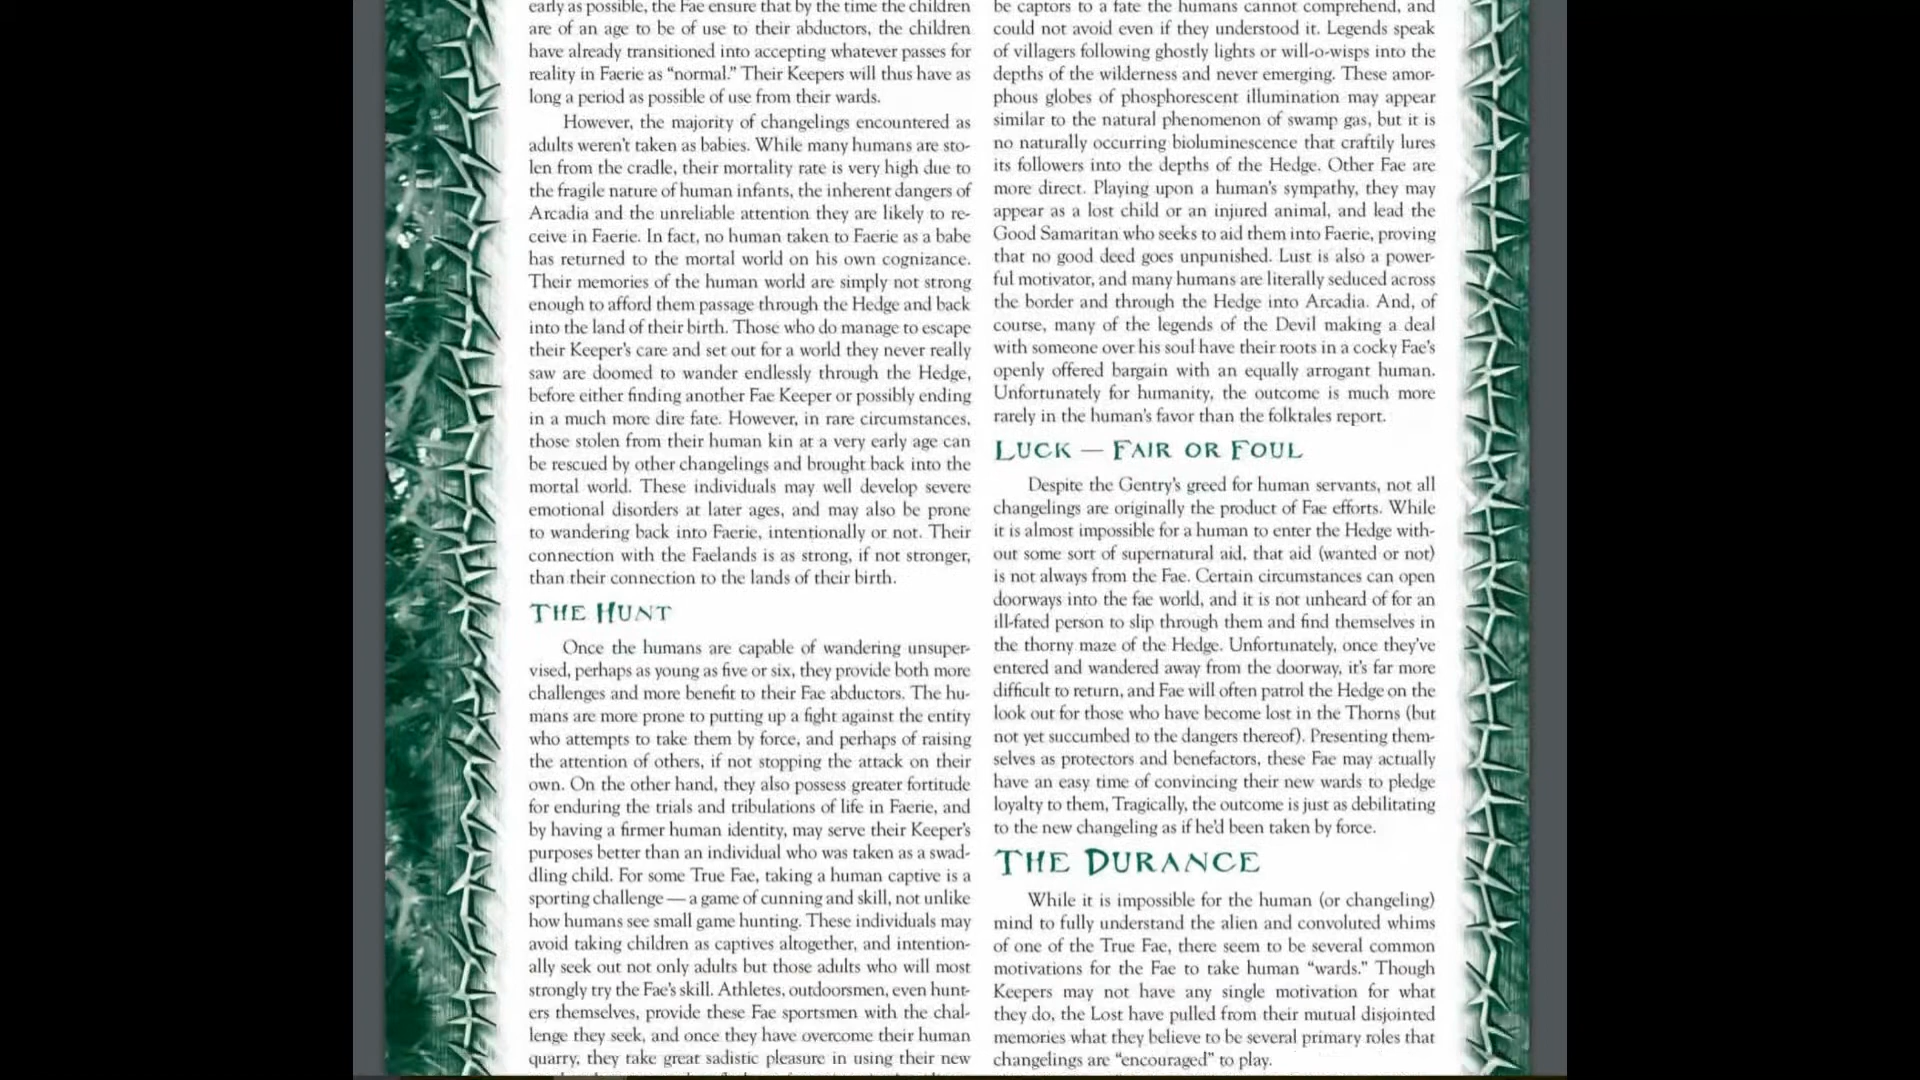 early as possible, the Fae ensure that by the time the children
are of an age to be of use to their abductors, the children
have already transitioned into accepting whatever passes for
reality in Faerie as “normal.” Their Keepers will thus have as
long a period as possible of use from their wards.
However, the majority of changelings encountered as
adults weren’t taken as babies. While many humans are sto-
len from the cradle, their mortality rate is very high due to
the fragile nature of human infants, the inherent dangers of
Arcadia and the unreliable attention they are likely to re-
ceive in Faerie. In fact, no human taken to Faerie as a babe
has returned to the mortal world on his own cognizance.
Their memories of the human world are simply not strong
enough to afford them passage through the Hedge and back
into the land of their birth. Those who do manage to escape
their Keeper’s care and set out for a world they never really
saw are doomed to wander endlessly through the Hedge,
before either finding another Fae Keeper or possibly ending
in a much more dire fate. However, in rare circumstances,
those stolen from their human kin at a very early age can
be rescued by other changelings and brought back into the
mortal world. These individuals may well develop severe
emotional disorders at later ages, and may also be prone
to wandering back into Faerie, intentionally or not. Their
connection with the Faelands is as strong, if not stronger,
than their connection to the lands of their birth.
The Hunt
Once the humans are capable of wandering unsuper-
vised, perhaps as young as five or six, they provide both more
challenges and more benefit to their Fae abductors. The hu-
mans are more prone to putting up a fight against the entity
who attempts to take them by force, and perhaps of raising
the attention of others, if not stopping the attack on their
own. On the other hand, they also possess greater fortitude
for enduring the trials and tribulations of life in Faerie, and
by having a firmer human identity, may serve their Keeper’s
purposes better than an individual who was taken as a swad-
dling child. For some True Fae, taking a human captive is a
sporting challenge — a game of cunning and skill, not unlike
how humans see small game hunting. These individuals may
avoid taking children as captives altogether, and intention-
ally seek out not only adults but those adults who will most
strongly try the Fae’s skill. Athletes, outdoorsmen, even hunt-
ers themselves, provide these Fae sportsmen with the chal-
lenge they seek, and once they have overcome their human
quarry, they take great sadistic pleasure in using their new
be captors to a fate the humans cannot comprehend, and
could not avoid even if they understood it. Legends speak
of villagers following ghostly lights or will-o-wisps into the
depths of the wilderness and never emerging. These amor-
phous globes of phosphorescent illumination may appear
similar to the natural phenomenon of swamp gas, but it is
no naturally occurring bioluminescence that craftily lures
its followers into the depths of the Hedge. Other Fae are
more direct. Playing upon a human’s sympathy, they may
appear as a lost child or an injured animal, and lead the
Good Samaritan who seeks to aid them into Faerie, proving
that no good deed goes unpunished. Lust is also a power-
ful motivator, and many humans are literally seduced across
the border and through the Hedge into Arcadia. And, of
course, many of the legends of the Devil making a deal
with someone over his soul have their roots in a cocky Fae’s
openly offered bargain with an equally arrogant human.
Unfortunately for humanity, the outcome is much more
rarely in the human’s favor than the folktales report.
Luck — Fair or Foul
Despite the Gentry’s greed for human servants, not all
changelings are originally the product of Fae efforts. While
it is almost impossible for a human to enter the Hedge with-
out some sort of supernatural aid, that aid (wanted or not)
is not always from the Fae. Certain circumstances can open
doorways into the fae world, and it is not unheard of for an
ill-fated person to slip through them and find themselves in
the thorny maze of the Hedge. Unfortunately, once they’ve
entered and wandered away from the doorway, it’s far more
difficult to return, and Fae will often patrol the Hedge on the
look out for those who have become lost in the Thorns (but
not yet succumbed to the dangers thereof). Presenting them-
selves as protectors and benefactors, these Fae may actually
have an easy time of convincing their new wards to pledge
loyalty to them, Tragically, the outcome is just as debilitating
to the new changeling as if he’d been taken by force.
The Durance
While it is impossible for the human (or changeling)
mind to fully understand the alien and convoluted whims
of one of the True Fae, there seem to be several common
motivations for the Fae to take human “wards.” Though
Keepers may not have any single motivation for what
they do, the Lost have pulled from their mutual disjointed
memories what they believe to be several primary roles that
changelings are “encouraged” to play.